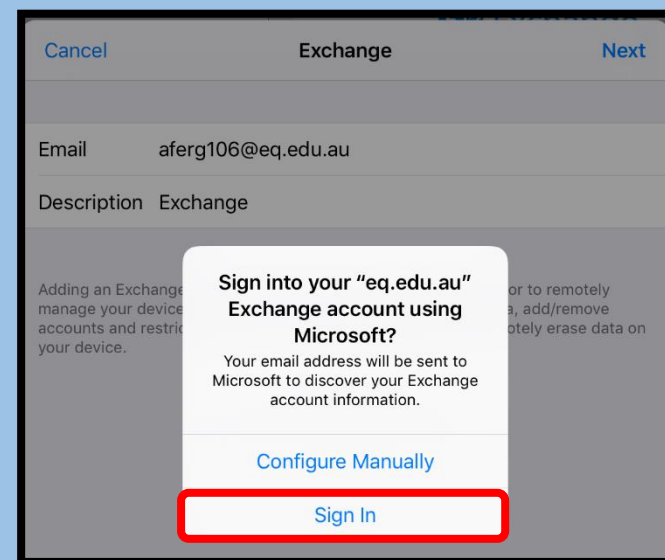 Cancel Exchange Next
Email aferg106@eq.edu.au
Description Exchange
Sign into your “eq.edu.au”
Exchange account using
Microsoft?
Your email address will be sent to
Microsoft to discover your Exchange
account information.
Configure Manually
Sign In
Adding an Exchange or to remotely
manage your device , add/remove
accounts and erase data on
your device.